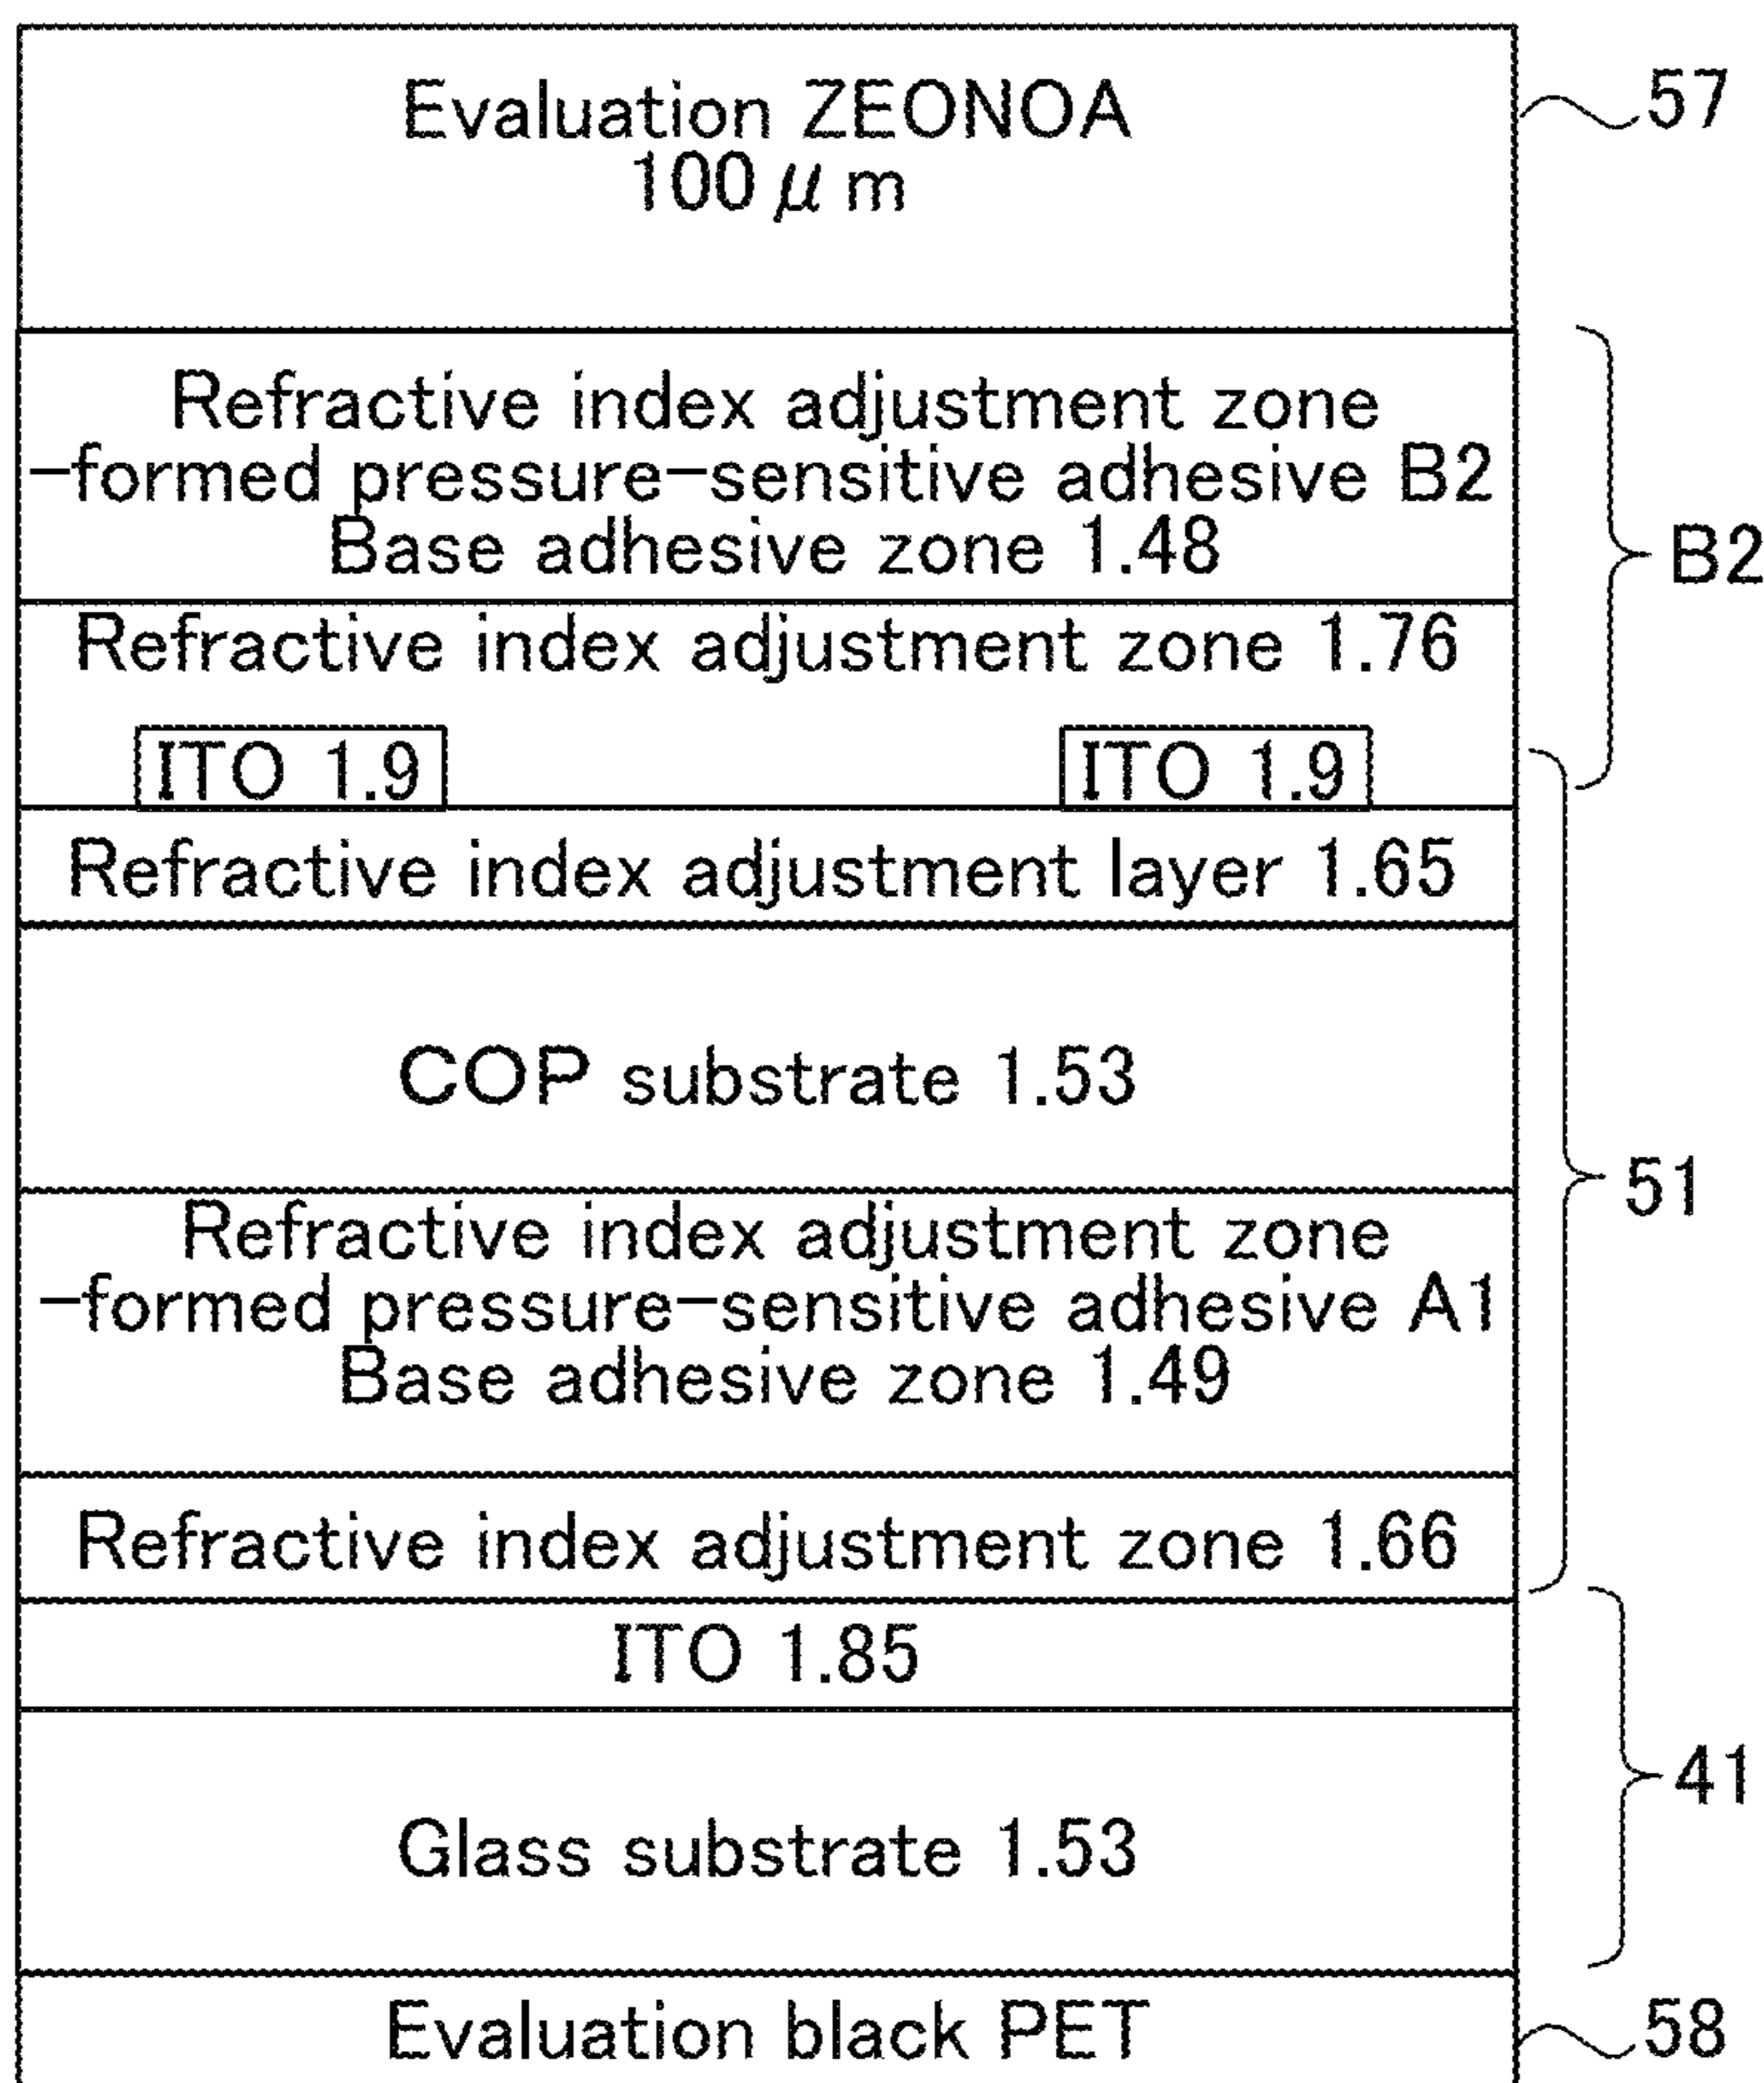 Evaluation ZEONOA
100 μm
57
Refractive index adjustment zone
-formed pressure-sensitive adhesive B2
Base adhesive zone 1.48
B2
Refractive index adjustment zone 1.76
ITO 1.9
ITO 1.9
Refractive index adjustment layer 1.65
COP substrate 1.53
51
Refractive index adjustment zone
-formed pressure-sensitive adhesive A1
Base adhesive zone 1.49
Refractive index adjustment zone 1.66
ITO 1.85
41
Glass substrate 1.53
Evaluation black PET
58